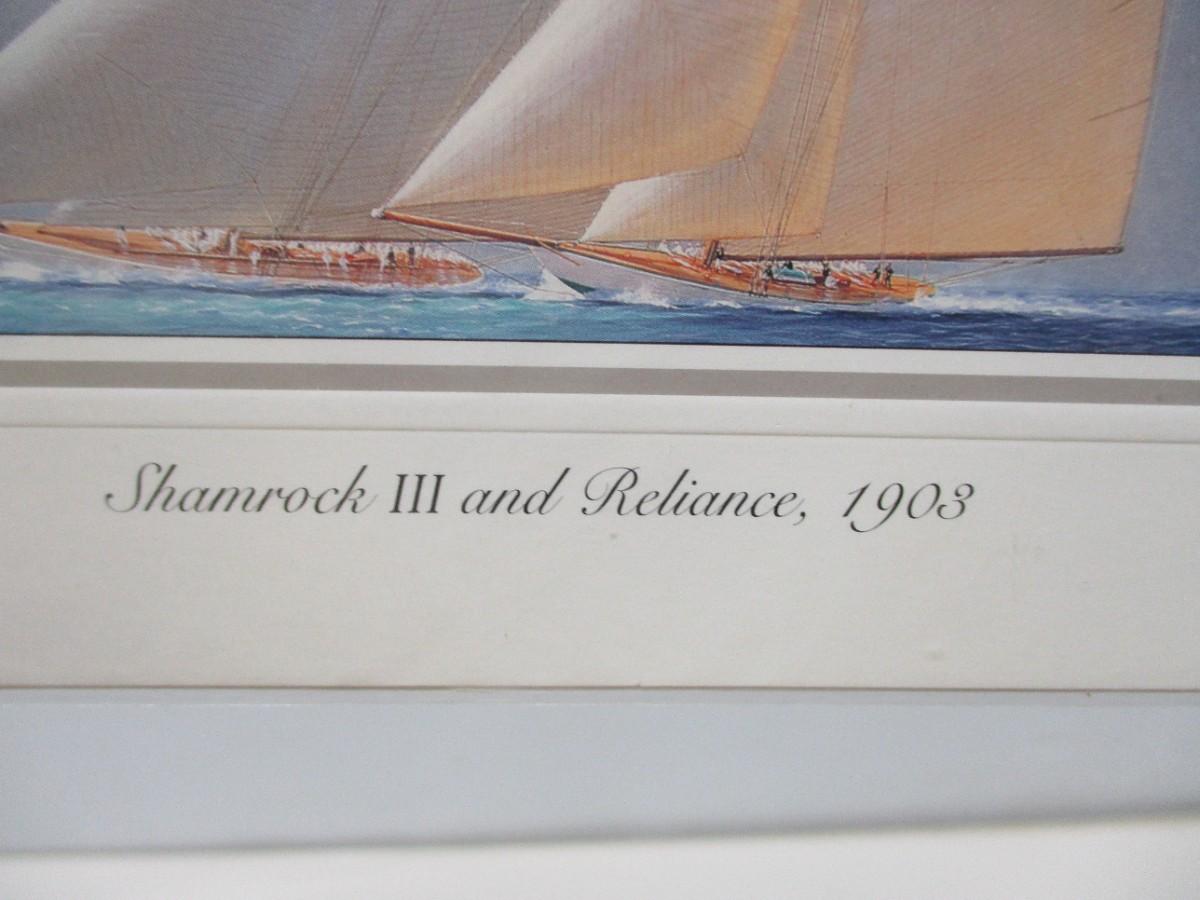 Shamrock III and Reliance, 1903